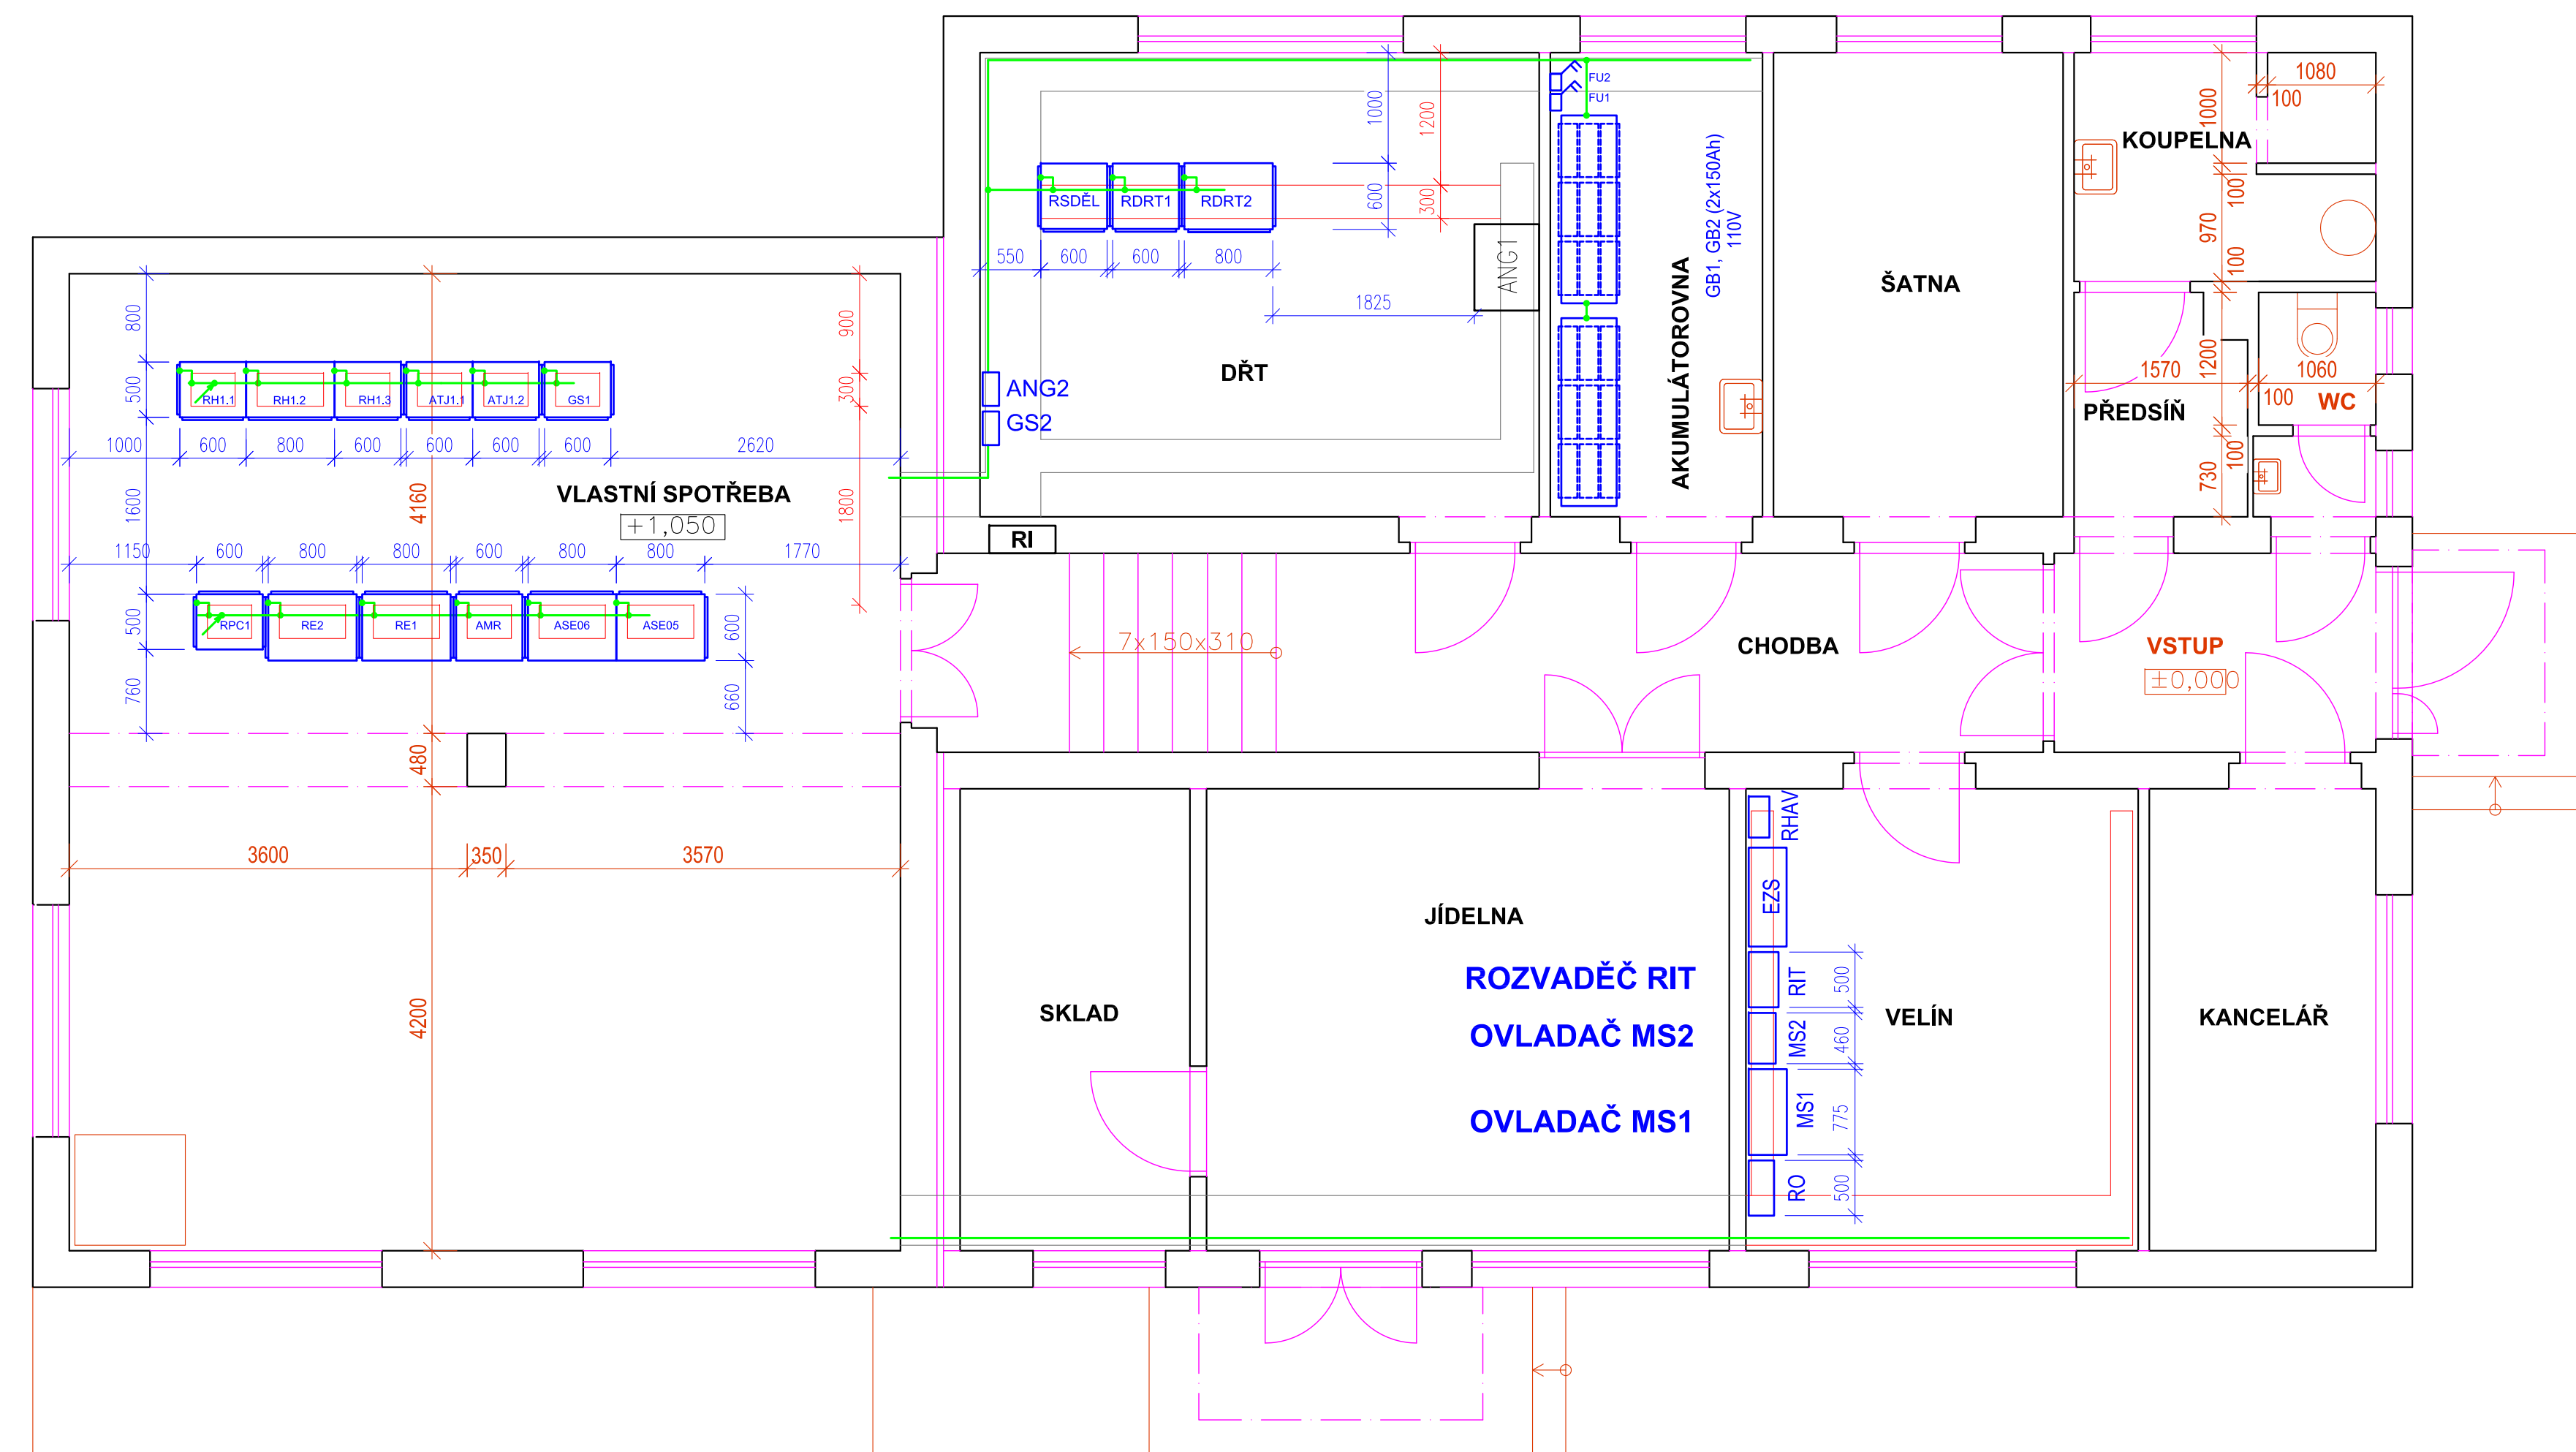 1080
100
1000
KOUPELNA
100
970
100
FU2
FU1
1000
1200
600
300
RSDĚL
RDRT1
RDRT2
550
600
600
800
1825
ANG1
GB1, GB2 (2x150Ah)
110V
AKUMULÁTOROVNA
ŠATNA
DŘT
ANG2
GS2
1200
1570
1060
100
WC
PŘEDSÍŇ
100
730
800
900
500
300
RH1.1
RH1.2
RH1.3
ATJ1.1
ATJ1.2
GS1
1000
600
800
600
600
600
600
2620
VLASTNÍ SPOTŘEBA
+1,050
4160
1600
1800
RI
1150
600
800
800
600
800
800
1770
500
RPC1
RE2
RE1
AMR
ASE06
ASE05
600
760
660
7x150x310
CHODBA
VSTUP
±0,000
480
3600
350
3570
4200
RHAV
EZS
JÍDELNA
ROZVADĚČ RIT
RIT
500
SKLAD
VELÍN
KANCELÁŘ
OVLADAČ MS2
MS2
460
OVLADAČ MS1
MS1
775
RO
500